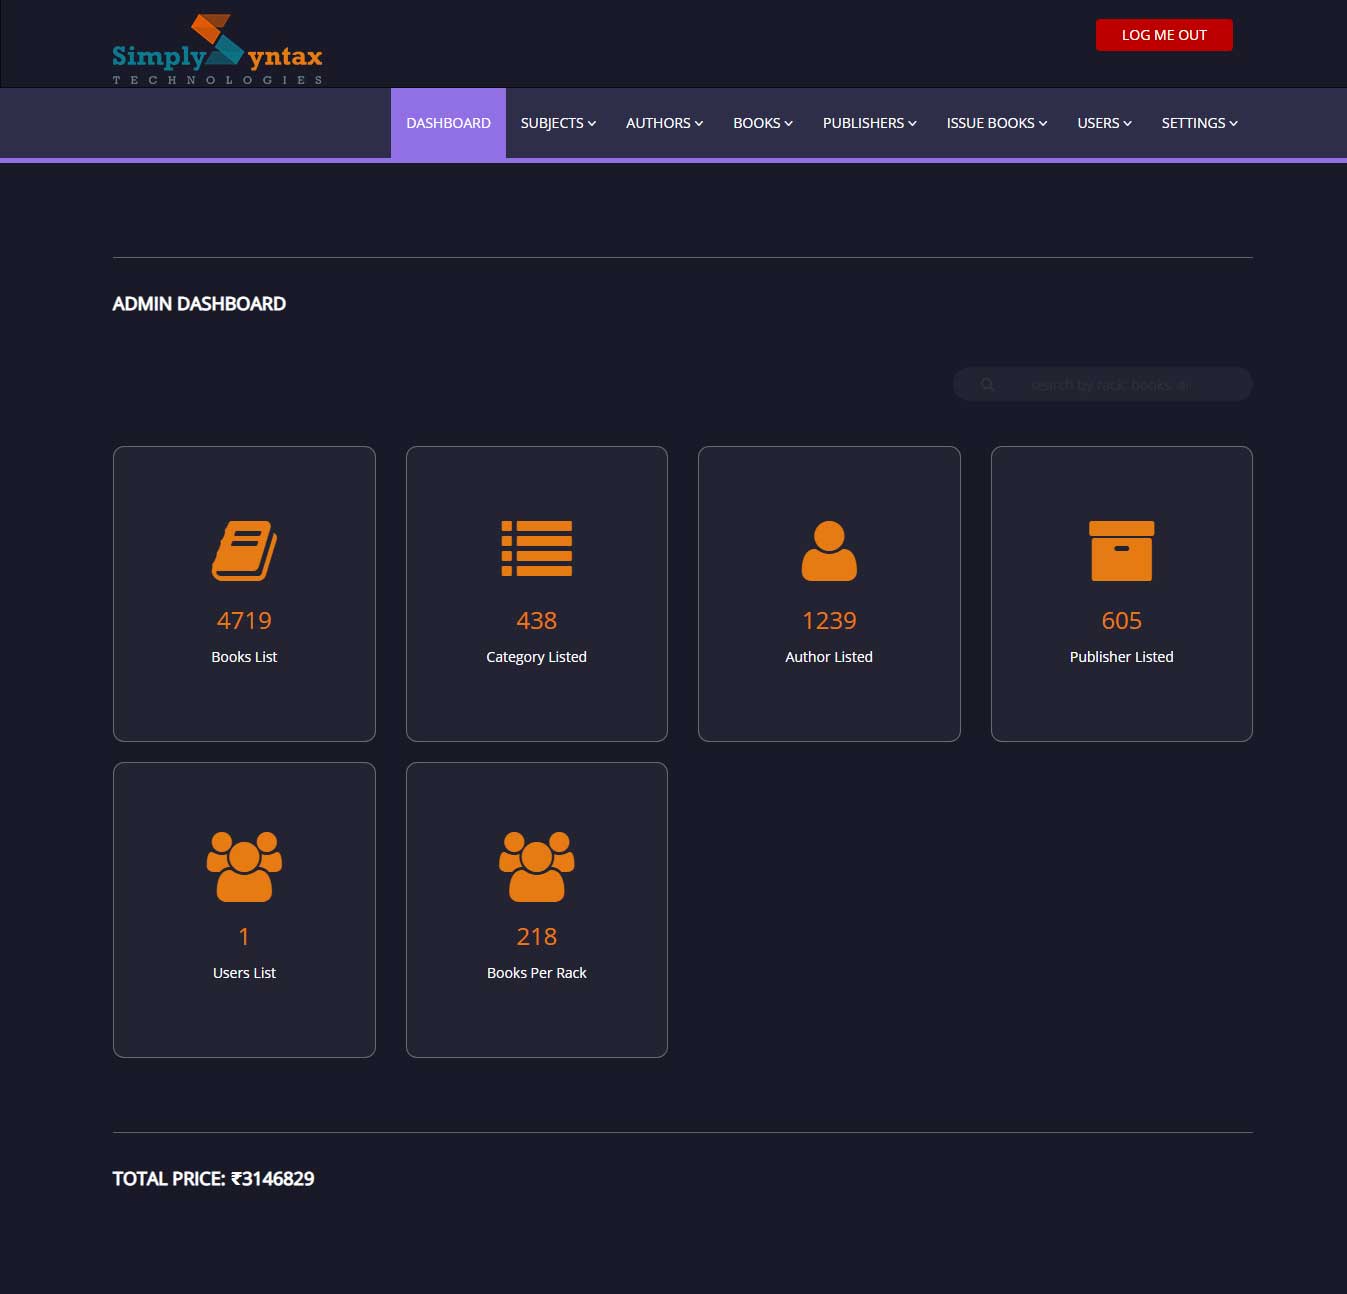 Simply Syntax
TECHNOLOGIES
LOG ME OUT
DASHBOARD SUBJECTS AUTHORS BOOKS PUBLISHERS ISSUE BOOKS USERS SETTINGS
ADMIN DASHBOARD
search by rack, books,
4719
Books List
438
Category Listed
1239
Author Listed
605
Publisher Listed
1
Users List
218
Books Per Rack
TOTAL PRICE: ₹3146829